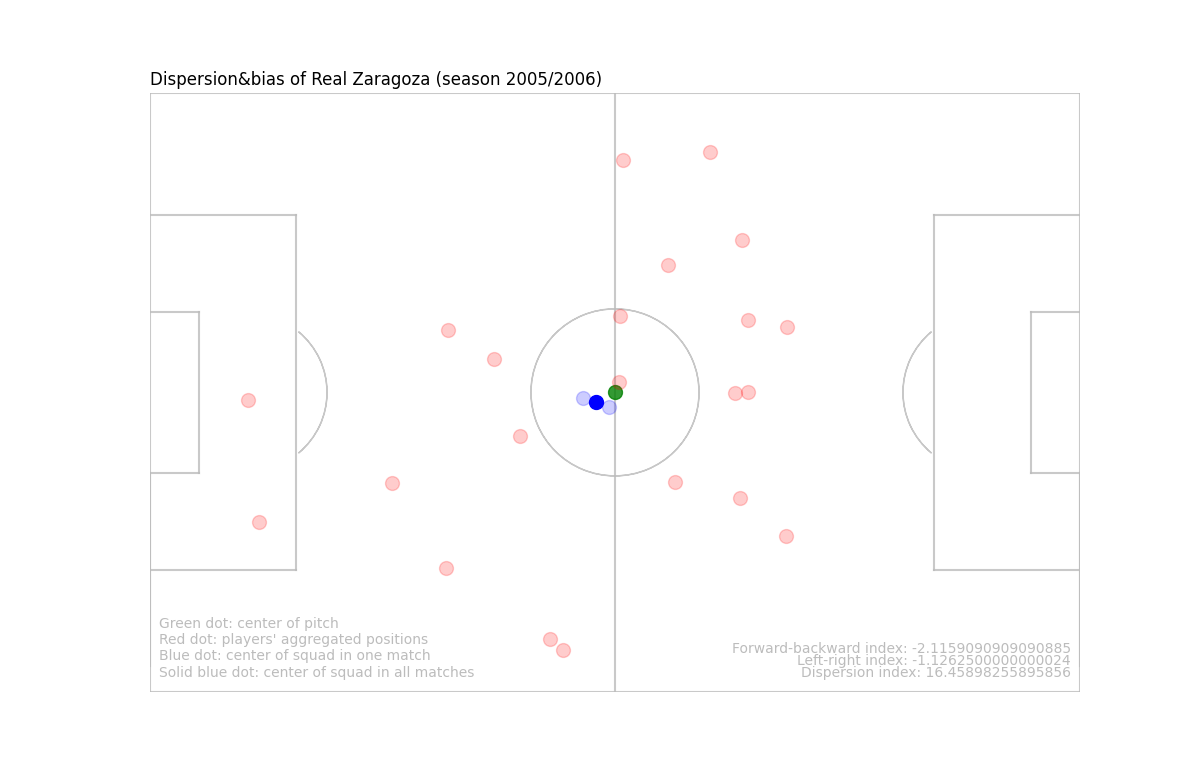 Dispersion&bias of Real Zaragoza (season 2005/2006)
Green dot: center of pitch
Red dot: players' aggregated positions
Blue dot: center of squad in one match
Solid blue dot: center of squad in all matches
Forward-backward index: -2.1159090909090885
Left-right index: -1.1262500000000024
Dispersion index: 16.45898255895856